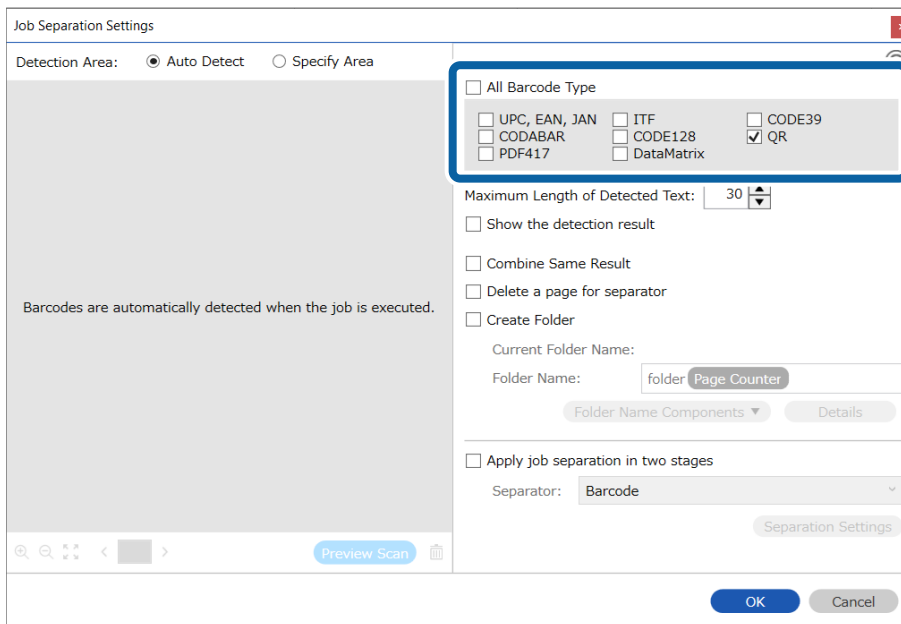 Job Separation Settings
Detection Area: Auto Detect Specify Area
All Barcode Type
UPC, EAN, JAN ITF CODE39
CODABAR CODE128 QR
PDF417 DataMatrix
Maximum Length of Detected Text: 30
Show the detection result
Combine Same Result
Delete a page for separator
Barcodes are automatically detected when the job is executed.
Create Folder
Current Folder Name:
Folder Name: folder Page Counter
Folder Name Components Details
Apply job separation in two stages
Separator: Barcode
Separation Settings
Preview Scan
OK Cancel